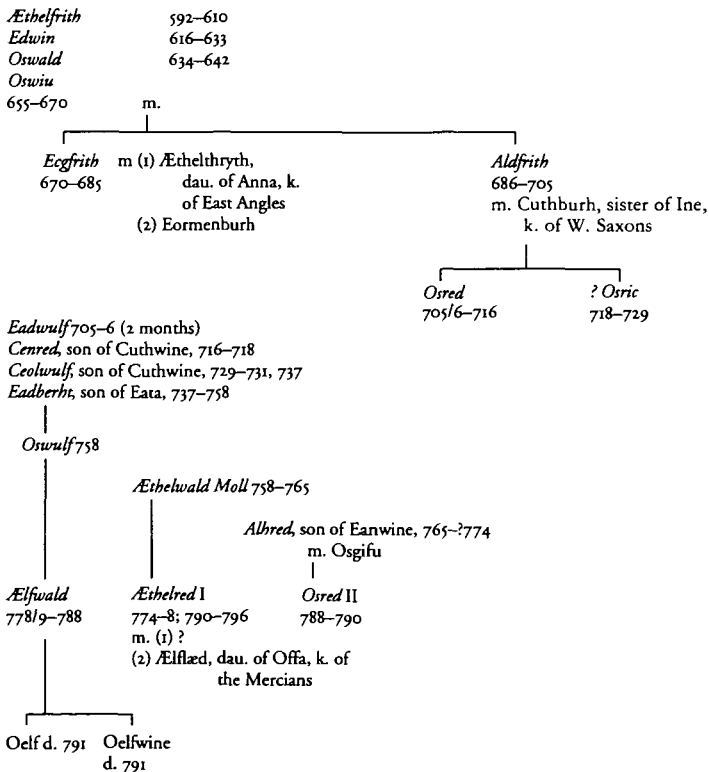 Æthelfrith 592–610
Edwin 616–633
Oswald 634–642
Oswiu
655–670 m.
Ecgfrith m (1) Æthelthryth,
670–685 dau. of Anna, k.
of East Angles
(2) Eormenburh
Aldfrith
686–705
m. Cuthburh, sister of Ine,
k. of W. Saxons
Osred
705/6–716
? Osric
718–729
Eadwulf 705–6 (2 months)
Cenred, son of Cuthwine, 716–718
Ceolwulf, son of Cuthwine, 729–731, 737
Eadberht, son of Eata, 737–758
Oswulf 758
Æthelwald Moll 758–765
Alhred, son of Eanwine, 765–?774
m. Osgifu
Ælfwald
778/9–788
Æthelred I
774–8; 790–796
m. (1) ?
(2) Ælflæd, dau. of Offa, k. of
the Mercians
Osred II
788–790
Oelf d. 791
Oelfwine
d. 791